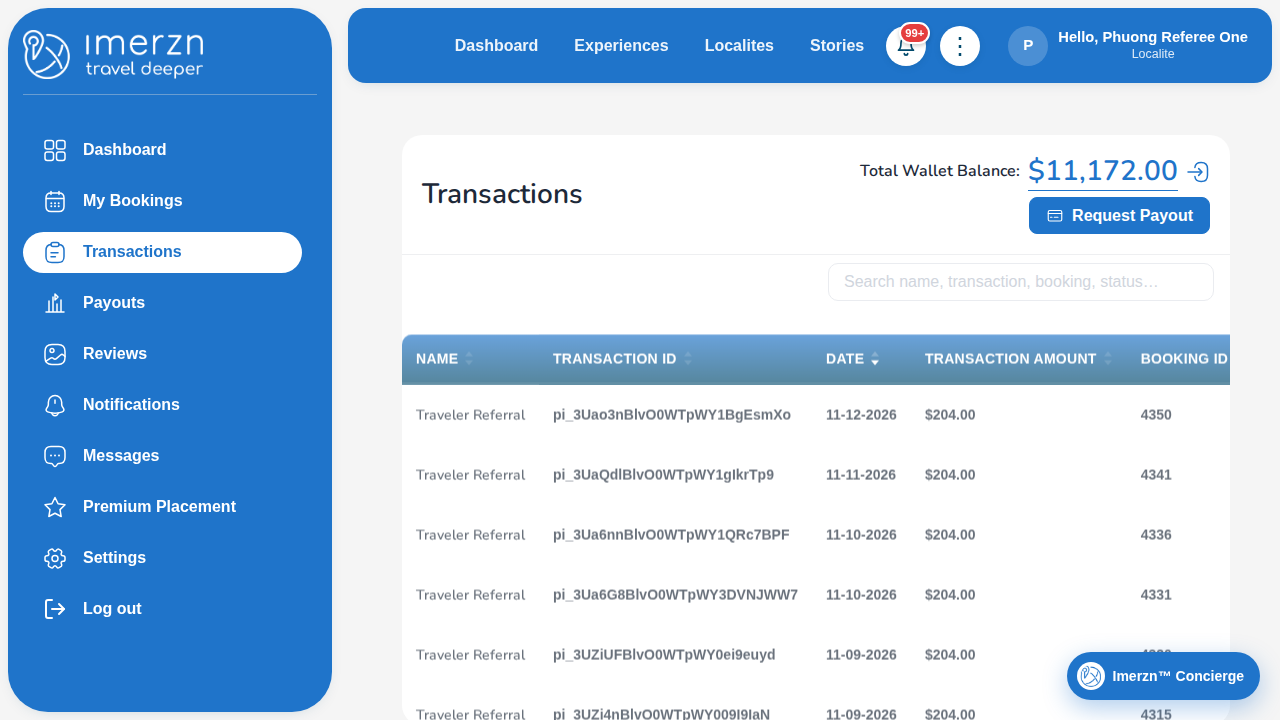 imerzn
travel deeper
Dashboard
My Bookings
Transactions
Payouts
Reviews
Notifications
Messages
Premium Placement
Settings
Log out
Dashboard Experiences Localites Stories 99+ P Hello, Phuong Referee One
Localite
Transactions
Total Wallet Balance: $11,172.00
Request Payout
Search name, transaction, booking, status…
NAME TRANSACTION ID DATE TRANSACTION AMOUNT BOOKING ID
Traveler Referral pi_3Uao3nBlvO0WTpWY1BgEsmXo 11-12-2026 $204.00 4350
Traveler Referral pi_3UaQdlBlvO0WTpWY1gIkrTp9 11-11-2026 $204.00 4341
Traveler Referral pi_3Ua6nnBlvO0WTpWY1QRc7BPF 11-10-2026 $204.00 4336
Traveler Referral pi_3Ua6G8BlvO0WTpWY3DVNJWW7 11-10-2026 $204.00 4331
Traveler Referral pi_3UZiUFBlvO0WTpWY0ei9euyd 11-09-2026 $204.00
Imerzn™ Concierge
Traveler Referral pi_3UZi4nBlvO0WTpWY009I9IaN 11-09-2026 $204.00 4315